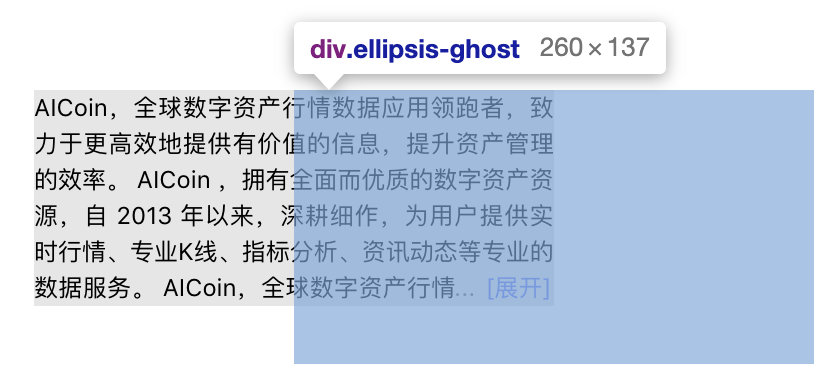 div.ellipsis-ghost 260 × 137
AICoin，全球数字资产行情数据应用领跑者，致
力于更高效地提供有价值的信息，提升资产管理
的效率。 AICoin ，拥有全面而优质的数字资产资
源，自 2013 年以来，深耕细作，为用户提供实
时行情、专业K线、指标分析、资讯动态等专业的
数据服务。 AICoin，全球数字资产行情... [展开]